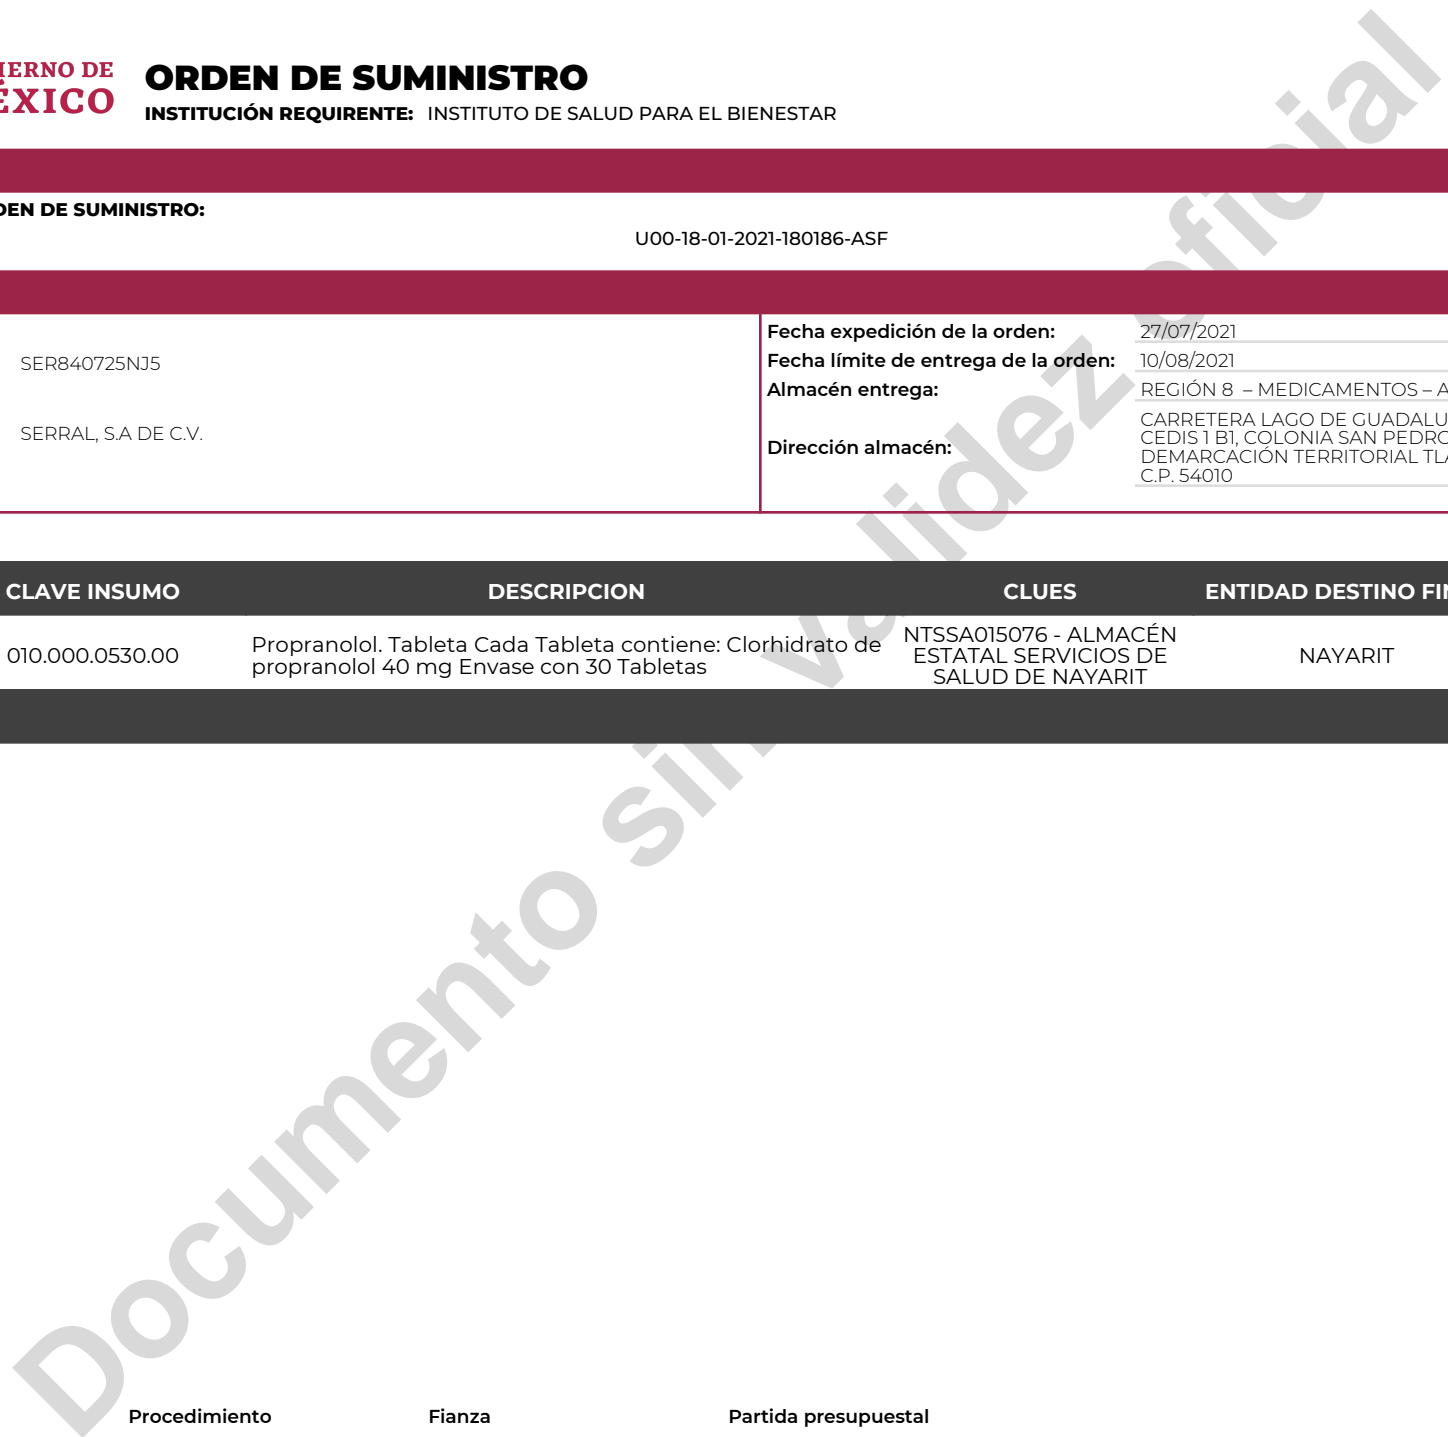 IERNO DE
ÉXICO
ORDEN DE SUMINISTRO
INSTITUCIÓN REQUIRENTE: INSTITUTO DE SALUD PARA EL BIENESTAR
DEN DE SUMINISTRO:
U00-18-01-2021-180186-ASF
SER840725NJ5
SERRAL, S.A DE C.V.
Fecha expedición de la orden: 27/07/2021
Fecha límite de entrega de la orden: 10/08/2021
Almacén entrega: REGIÓN 8 – MEDICAMENTOS – A
Dirección almacén:
CARRETERA LAGO DE GUADALU
CEDIS 1 B1, COLONIA SAN PEDRO
DEMARCACIÓN TERRITORIAL TLA
C.P. 54010
CLAVE INSUMO DESCRIPCION CLUES ENTIDAD DESTINO FIN
010.000.0530.00
Propranolol. Tableta Cada Tableta contiene: Clorhidrato de
propranolol 40 mg Envase con 30 Tabletas
NTSSA015076 - ALMACÉN
ESTATAL SERVICIOS DE
SALUD DE NAYARIT
NAYARIT
Documento sin validez oficial
Procedimiento Fianza Partida presupuestal